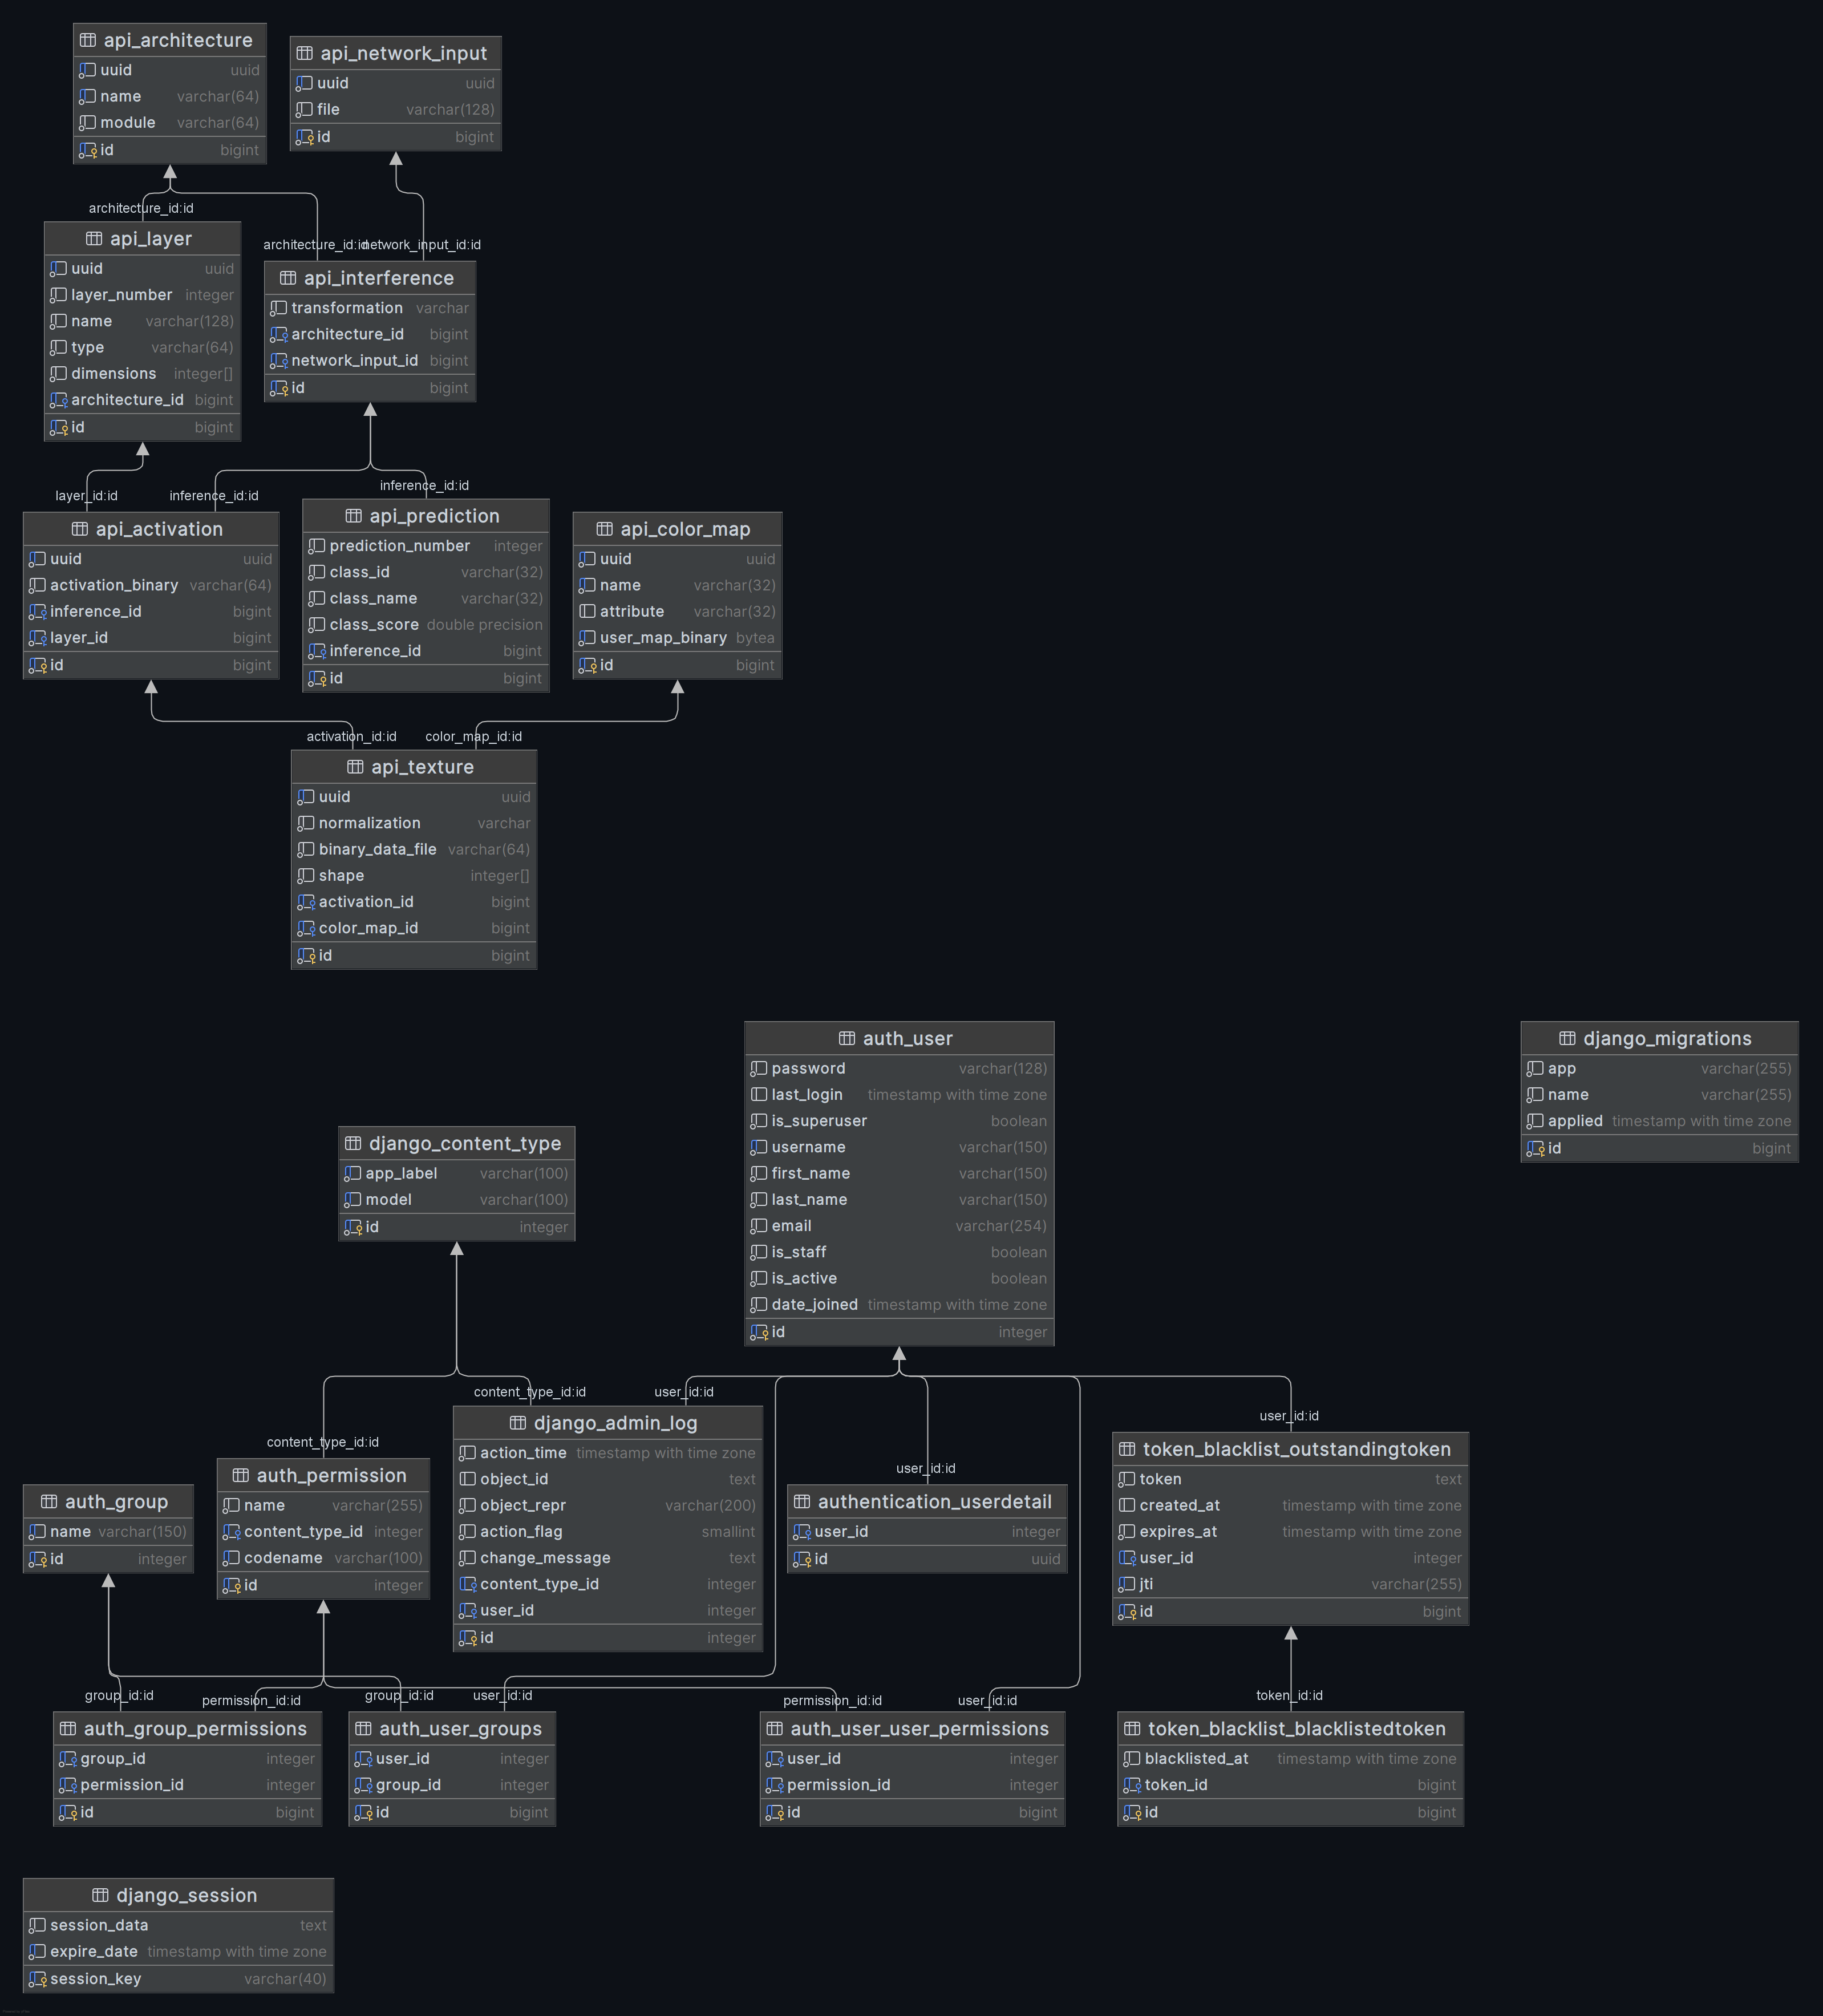 api_architecture
uuid uuid
name varchar(64)
module varchar(64)
id bigint
api_network_input
uuid uuid
file varchar(128)
id bigint
architecture_id:id
architecture_id:id
network_input_id:id
api_layer
uuid uuid
layer_number integer
name varchar(128)
type varchar(64)
dimensions integer[]
architecture_id bigint
id bigint
api_interference
transformation varchar
architecture_id bigint
network_input_id bigint
id bigint
layer_id:id
inference_id:id
inference_id:id
api_activation
uuid uuid
activation_binary varchar(64)
inference_id bigint
layer_id bigint
id bigint
api_prediction
prediction_number integer
class_id varchar(32)
class_name varchar(32)
class_score double precision
inference_id bigint
id bigint
api_color_map
uuid uuid
name varchar(32)
attribute varchar(32)
user_map_binary bytea
id bigint
activation_id:id
color_map_id:id
api_texture
uuid uuid
normalization varchar
binary_data_file varchar(64)
shape integer[]
activation_id bigint
color_map_id bigint
id bigint
auth_user
password varchar(128)
last_login timestamp with time zone
is_superuser boolean
username varchar(150)
first_name varchar(150)
last_name varchar(150)
email varchar(254)
is_staff boolean
is_active boolean
date_joined timestamp with time zone
id integer
django_migrations
app varchar(255)
name varchar(255)
applied timestamp with time zone
id bigint
django_content_type
app_label varchar(100)
model varchar(100)
id integer
content_type_id:id
user_id:id
user_id:id
content_type_id:id
user_id:id
django_admin_log
action_time timestamp with time zone
object_id text
object_repr varchar(200)
action_flag smallint
change_message text
content_type_id integer
user_id integer
id integer
token_blacklist_outstandingtoken
token text
created_at timestamp with time zone
expires_at timestamp with time zone
user_id integer
jti varchar(255)
id bigint
auth_permission
name varchar(255)
content_type_id integer
codename varchar(100)
id integer
auth_group
name varchar(150)
id integer
authentication_userdetail
user_id integer
id uuid
group_id:id
permission_id:id
group_id:id
user_id:id
permission_id:id
user_id:id
token_id:id
auth_group_permissions
group_id integer
permission_id integer
id bigint
auth_user_groups
user_id integer
group_id integer
id bigint
auth_user_user_permissions
user_id integer
permission_id integer
id bigint
token_blacklist_blacklistedtoken
blacklisted_at timestamp with time zone
token_id bigint
id bigint
django_session
session_data text
expire_date timestamp with time zone
session_key varchar(40)